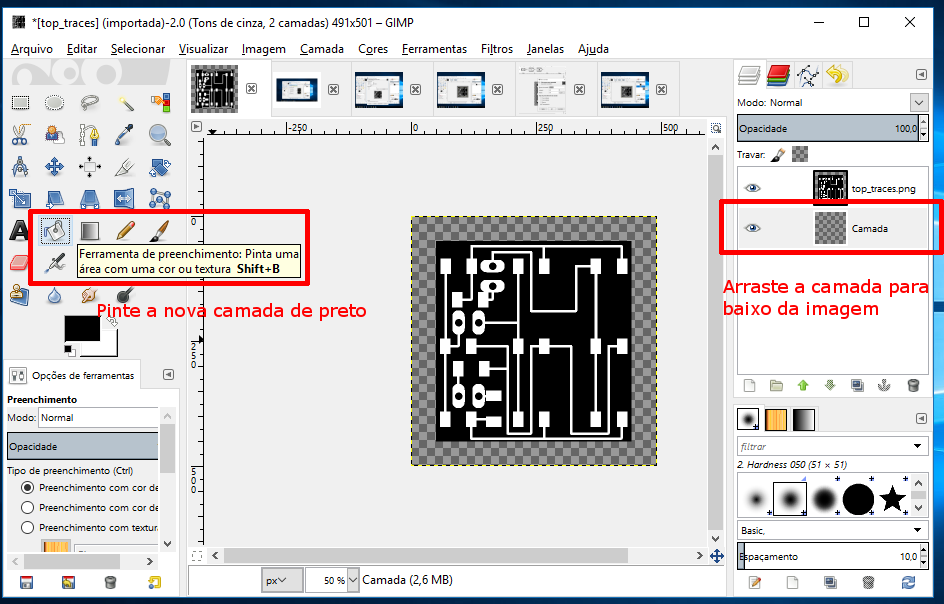 *[top_traces] (importada)-2.0 (Tons de cinza, 2 camadas) 491x501 – GIMP
Arquivo Editar Selecionar Visualizar Imagem Camada Cores Ferramentas Filtros Janelas Ajuda
Modo: Normal
Opacidade 100,0
Travar:
top_traces.png
Camada
-250 0 250 500
0
250
500
Ferramenta de preenchimento: Pinta uma
área com uma cor ou textura Shift+B
Pinte a nova camada de preto
Arraste a camada para
baixo da imagem
Opções de ferramentas
Preenchimento
Modo: Normal
Opacidade
Tipo de preenchimento (Ctrl)
Preenchimento com cor de
Preenchimento com cor de
Preenchimento com textura
filtrar
2. Hardness 050 (51 × 51)
Basic,
Espaçamento 10,0
px 50 % Camada (2,6 MB)